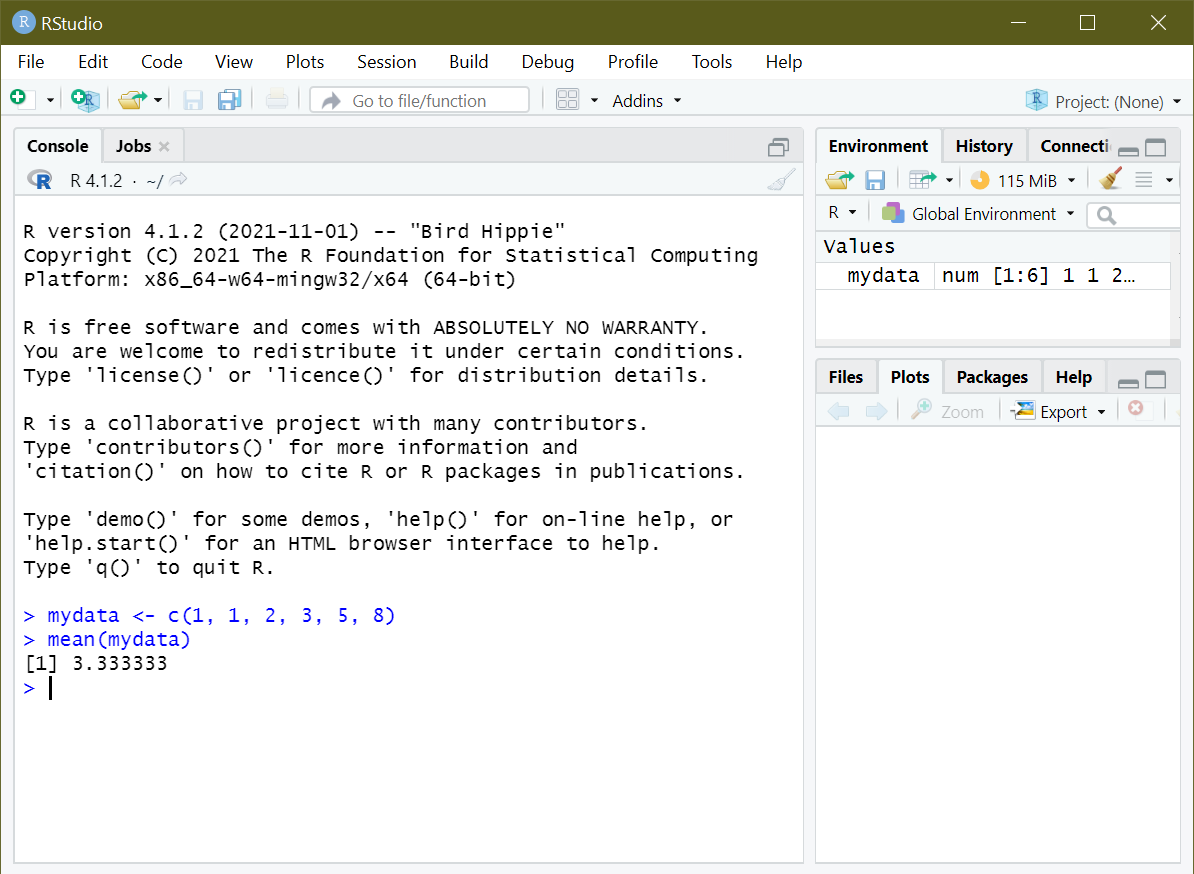 RStudio
File Edit Code View Plots Session Build Debug Profile Tools Help
Go to file/function Addins Project: (None)
Console Jobs
R 4.1.2 · ~/
R version 4.1.2 (2021-11-01) -- "Bird Hippie"
Copyright (C) 2021 The R Foundation for Statistical Computing
Platform: x86_64-w64-mingw32/x64 (64-bit)
R is free software and comes with ABSOLUTELY NO WARRANTY.
You are welcome to redistribute it under certain conditions.
Type 'license()' or 'licence()' for distribution details.
R is a collaborative project with many contributors.
Type 'contributors()' for more information and
'citation()' on how to cite R or R packages in publications.
Type 'demo()' for some demos, 'help()' for on-line help, or
'help.start()' for an HTML browser interface to help.
Type 'q()' to quit R.
> mydata <- c(1, 1, 2, 3, 5, 8)
> mean(mydata)
[1] 3.333333
>
Environment History Connecti
115 MiB
R Global Environment
Values
mydata num [1:6] 1 1 2…
Files Plots Packages Help
Zoom Export